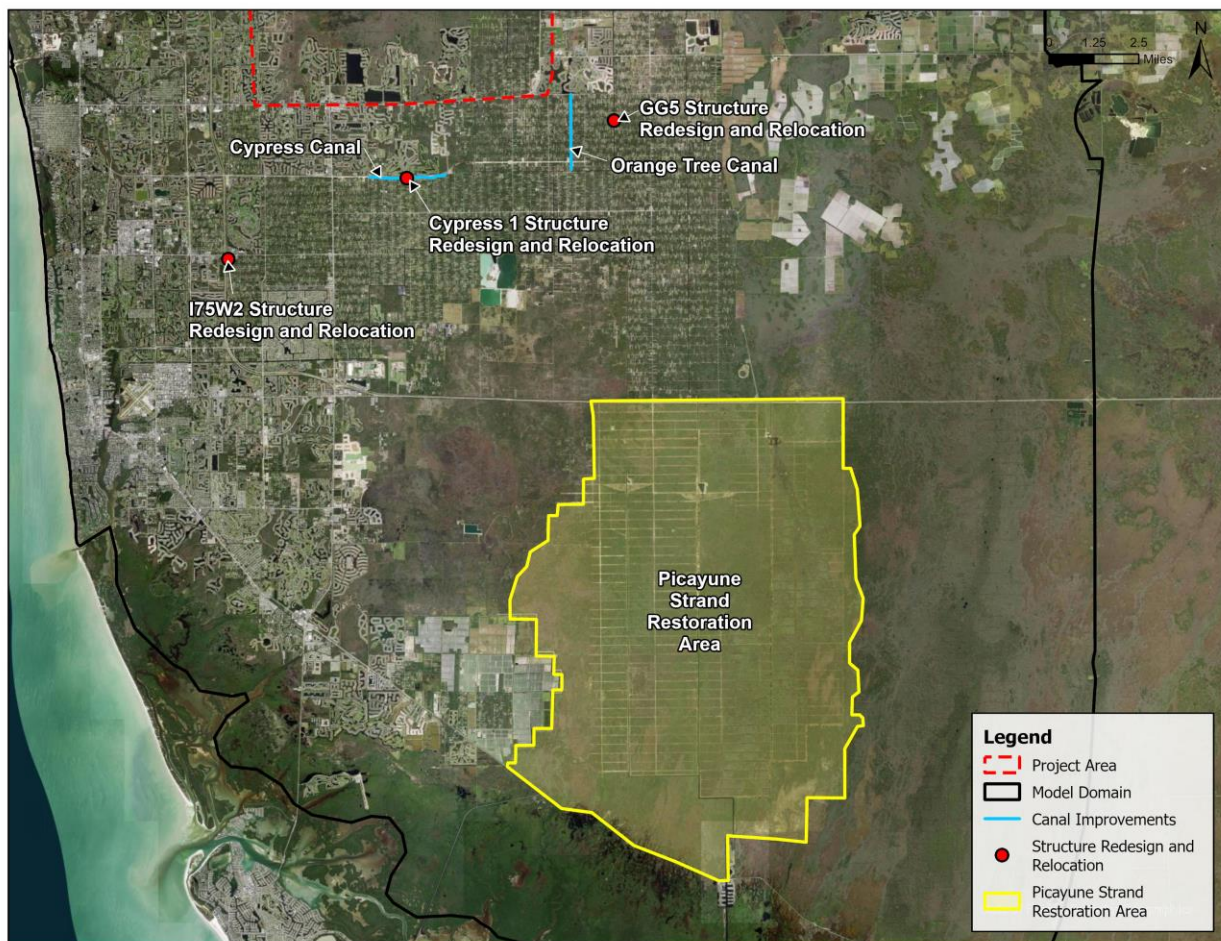 N
0 1.25 2.5
Miles
GG5 Structure
Redesign and Relocation
Cypress Canal
Orange Tree Canal
Cypress 1 Structure
Redesign and Relocation
I75W2 Structure
Redesign and Relocation
Picayune
Strand
Restoration
Area
Legend
Project Area
Model Domain
Canal Improvements
Structure Redesign and
Relocation
Picayune Strand
Restoration Area